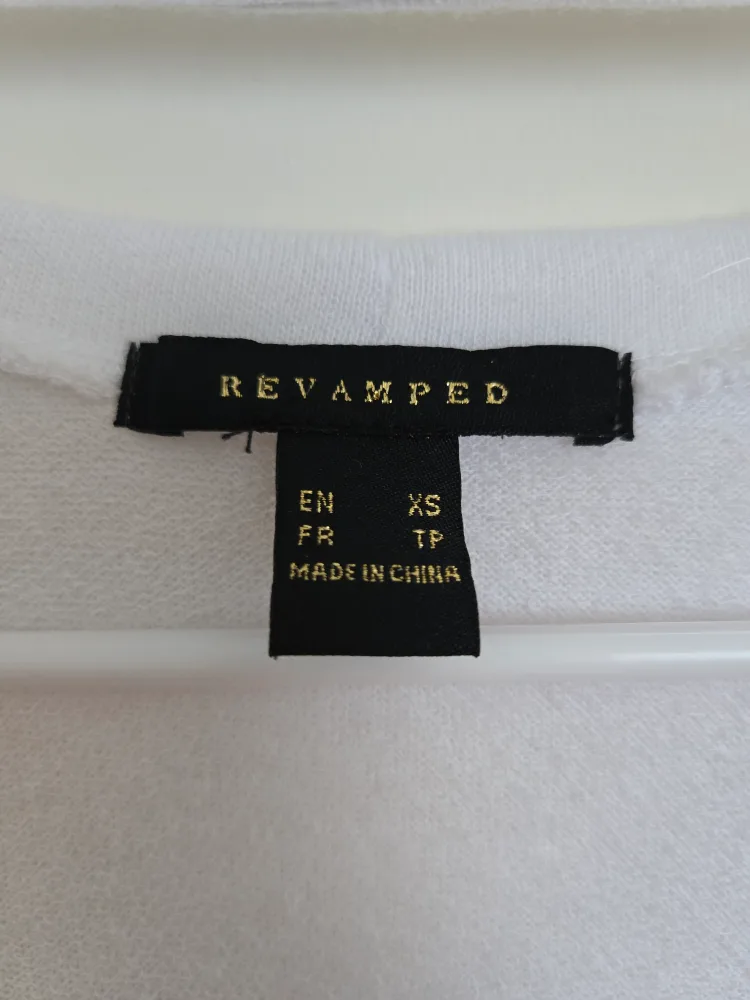 REVAMPED
EN XS
FR TP
MADE IN CHINA